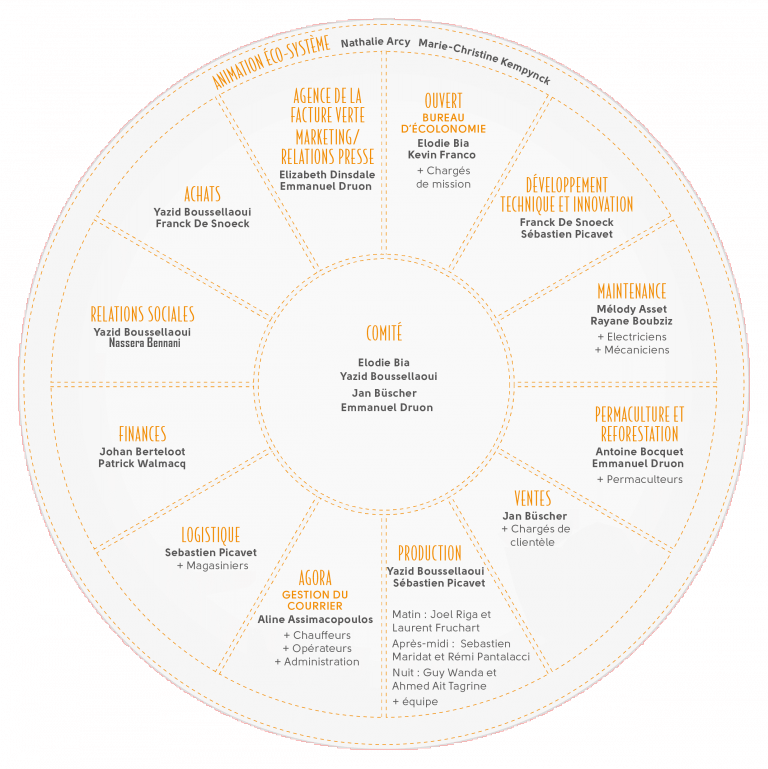 ANIMATION ÉCO-SYSTÈME Nathalie Arcy Marie-Christine Kempynck
AGENCE DE LA
FACTURE VERTE
MARKETING/
RELATIONS PRESSE
Elizabeth Dinsdale
Emmanuel Druon
OUVERT
BUREAU
D'ÉCOLONOMIE
Elodie Bia
Kevin Franco
+ Chargés
de mission
DÉVELOPPEMENT
TECHNIQUE ET INNOVATION
Franck De Snoeck
Sébastien Picavet
MAINTENANCE
Mélody Asset
Rayane Boubziz
+ Electriciens
+ Mécaniciens
PERMACULTURE ET
REFORESTATION
Antoine Bocquet
Emmanuel Druon
+ Permaculteurs
VENTES
Jan Büscher
+ Chargés de
clientèle
PRODUCTION
Yazid Boussellaoui
Sébastien Picavet
Matin : Joel Riga et
Laurent Fruchart
Après-midi : Sebastien
Maridat et Rémi Pantalacci
Nuit : Guy Wanda et
Ahmed Ait Tagrine
+ équipe
AGORA
GESTION DU
COURRIER
Aline Assimacopoulos
+ Chauffeurs
+ Opérateurs
+ Administration
LOGISTIQUE
Sebastien Picavet
+ Magasiniers
FINANCES
Johan Berteloot
Patrick Walmacq
RELATIONS SOCIALES
Yazid Boussellaoui
Nassera Bennani
ACHATS
Yazid Boussellaoui
Franck De Snoeck
COMITÉ
Elodie Bia
Yazid Boussellaoui
Jan Büscher
Emmanuel Druon